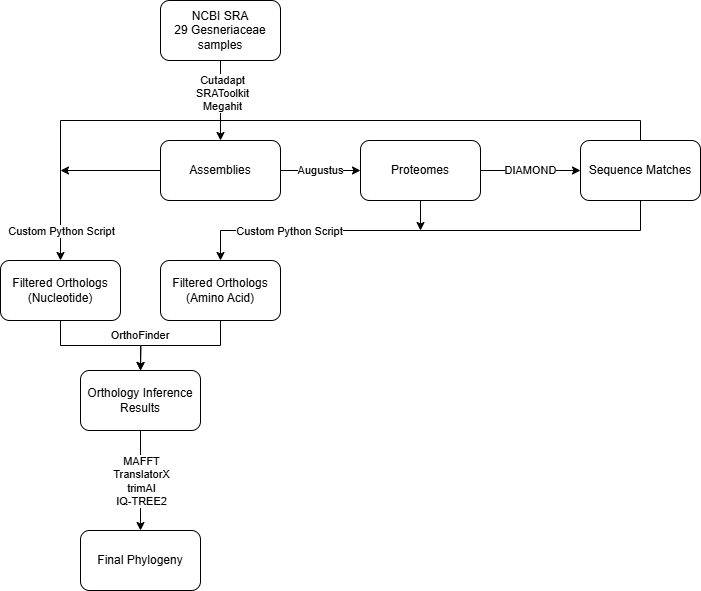 NCBI SRA
29 Gesneriaceae
samples
Cutadapt
SRAToolkit
Megahit
Assemblies
Augustus
Proteomes
DIAMOND
Sequence Matches
Custom Python Script
Custom Python Script
Filtered Orthologs
(Nucleotide)
Filtered Orthologs
(Amino Acid)
OrthoFinder
Orthology Inference
Results
MAFFT
TranslatorX
trimAl
IQ-TREE2
Final Phylogeny